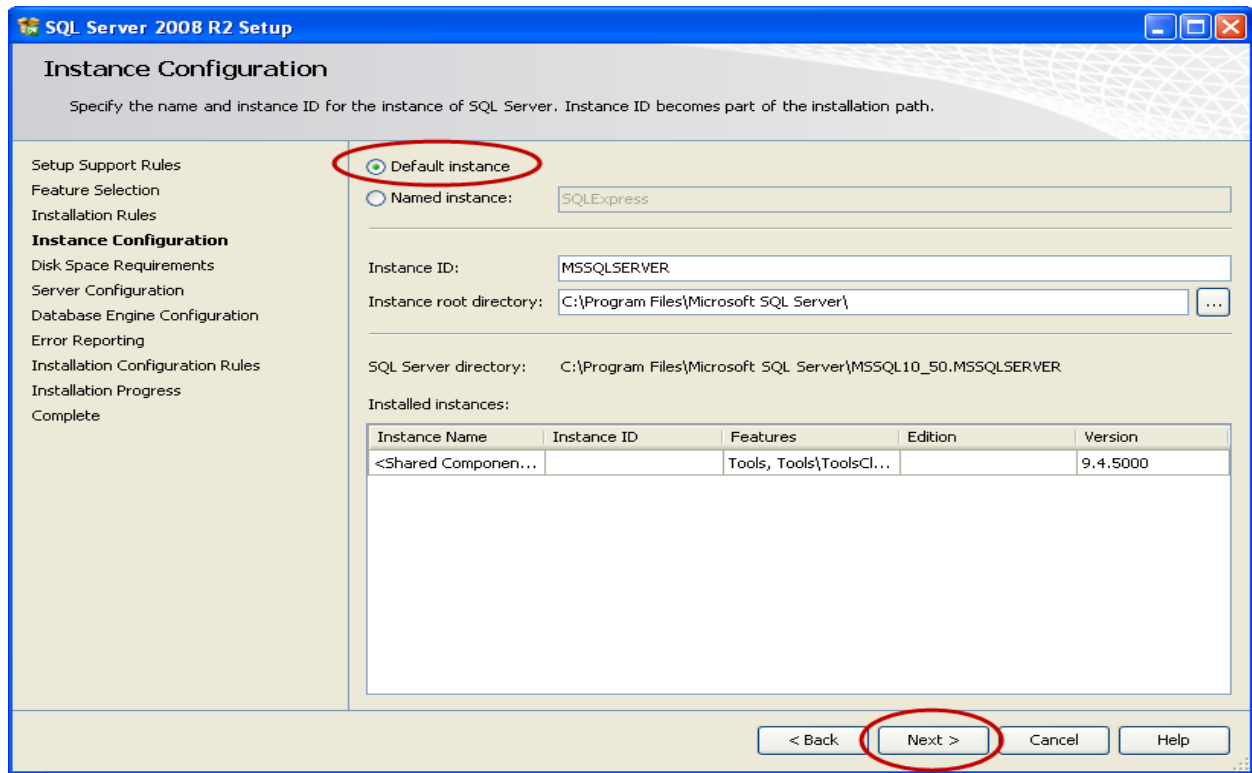 SQL Server 2008 R2 Setup
Instance Configuration
Specify the name and instance ID for the instance of SQL Server. Instance ID becomes part of the installation path.
Setup Support Rules
Feature Selection
Installation Rules
Instance Configuration
Disk Space Requirements
Server Configuration
Database Engine Configuration
Error Reporting
Installation Configuration Rules
Installation Progress
Complete
Default instance
Named instance: SQLExpress
Instance ID: MSSQLSERVER
Instance root directory: C:\Program Files\Microsoft SQL Server\ ...
SQL Server directory: C:\Program Files\Microsoft SQL Server\MSSQL10_50.MSSQLSERVER
Installed instances:
Instance Name Instance ID Features Edition Version
<Shared Componen... Tools, Tools\ToolsCl... 9.4.5000
< Back Next > Cancel Help